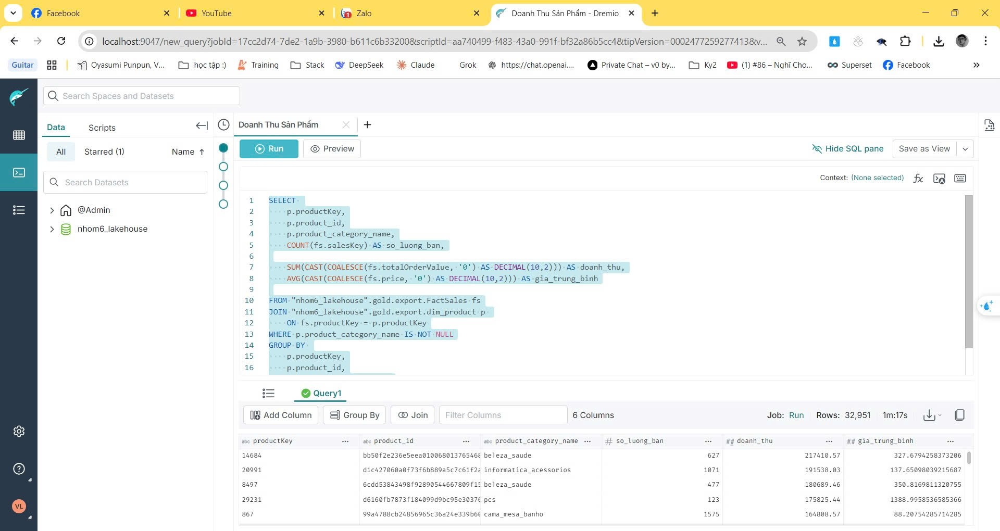 Facebook
YouTube
1 Zalo
Doanh Thu Sản Phẩm - Dremio
localhost:9047/new_query?jobId=17cc2d74-7de2-1a9b-3980-b611c6b33200&scriptId=aa740499-f483-43a0-991f-bf32a86b5cc4&tipVersion=0002477259277413&v...
Guitar
Oyasumi Punpun, V...
học tập :)
Training
Stack
DeepSeek
Claude
Grok
https://chat.openai....
Private Chat – v0 by...
Ky2
(1) #86 – Nghĩ Cho...
Superset
Facebook
Search Spaces and Datasets
Data
Scripts
All
Starred (1)
Name
Search Datasets
@Admin
nhom6_lakehouse
VL
Doanh Thu Sản Phẩm
Run
Preview
Hide SQL pane
Save as View
Context: (None selected)
fx
1 SELECT
2 p.productKey,
3 p.product_id,
4 p.product_category_name,
5 COUNT(fs.salesKey) AS so_luong_ban,
6
7 SUM(CAST(COALESCE(fs.totalOrderValue, '0') AS DECIMAL(10,2))) AS doanh_thu,
8 AVG(CAST(COALESCE(fs.price, '0') AS DECIMAL(10,2))) AS gia_trung_binh
9
10 FROM "nhom6_lakehouse".gold.export.FactSales fs
11 JOIN "nhom6_lakehouse".gold.export.dim_product p
12 ON fs.productKey = p.productKey
13 WHERE p.product_category_name IS NOT NULL
14 GROUP BY
15 p.productKey,
16 p.product_id,
Query1
Add Column
Group By
Join
Filter Columns
6 Columns
Job: Run
Rows: 32,951
1m:17s
abc productKey ... abc product_id ... abc product_category_name ... # so_luong_ban ... ## doanh_thu ... ## gia_trung_binh ...
14684 bb50f2e236e5eea010068013765468 beleza_saude 627 217410.57 327.6794258373206
20991 d1c427060a0f73f6b889a5c7c61f2a informatica_acessorios 1071 191538.03 137.65098039215687
8497 6cdd53843498f92890544667809f15 beleza_saude 477 180689.46 350.8169811320755
29231 d6160fb7873f184099d9bc95e30376 pcs 123 175825.44 1388.9958536585366
867 99a4788cb24856965c36a24e339b60 cama_mesa_banho 1575 164808.57 88.20754285714285